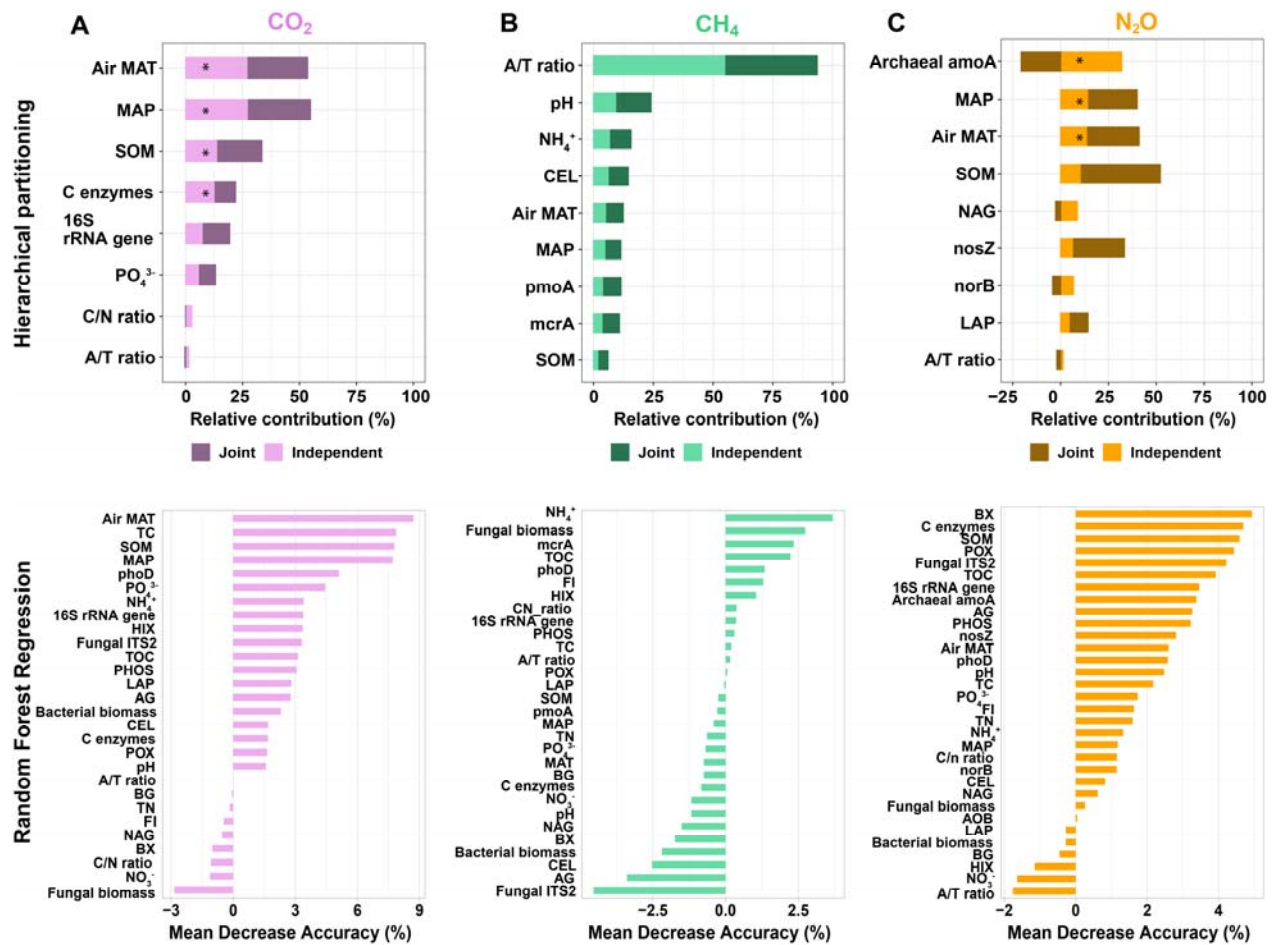 A
CO₂
Hierarchical partitioning
Air MAT
MAP
SOM
C enzymes
16S
rRNA gene
PO₄³⁻
C/N ratio
A/T ratio
*
*
*
*
0 25 50 75 100
Relative contribution (%)
Joint Independent
B
CH₄
A/T ratio
pH
NH₄⁺
CEL
Air MAT
MAP
pmoA
mcrA
SOM
0 25 50 75 100
Relative contribution (%)
Joint Independent
C
N₂O
Archaeal amoA
MAP
Air MAT
SOM
NAG
nosZ
norB
LAP
A/T ratio
*
*
*
−25 0 25 50 75 100
Relative contribution (%)
Joint Independent
Random Forest Regression
Air MAT
TC
SOM
MAP
phoD
PO₄³⁻
NH₄⁺
16S rRNA gene
HIX
Fungal ITS2
TOC
PHOS
LAP
AG
Bacterial biomass
CEL
C enzymes
POX
pH
A/T ratio
BG
TN
FI
NAG
BX
C/N ratio
NO₃⁻
Fungal biomass
−3 0 3 6 9
Mean Decrease Accuracy (%)
NH₄⁺
Fungal biomass
mcrA
TOC
phoD
FI
HIX
CN_ratio
16S rRNA gene
PHOS
TC
A/T ratio
POX
LAP
SOM
pmoA
MAP
TN
PO₄³⁻
MAT
BG
C enzymes
NO₃⁻
pH
NAG
BX
Bacterial biomass
CEL
AG
Fungal ITS2
−2.5 0 2.5
Mean Decrease Accuracy (%)
BX
C enzymes
SOM
POX
Fungal ITS2
TOC
16S rRNA gene
Archaeal amoA
AG
PHOS
nosZ
Air MAT
phoD
pH
TC
PO₄³⁻
FI
TN
NH₄⁺
MAP
C/n ratio
norB
CEL
NAG
Fungal biomass
AOB
LAP
Bacterial biomass
BG
HIX
NO₃⁻
A/T ratio
−2 0 2 4
Mean Decrease Accuracy (%)